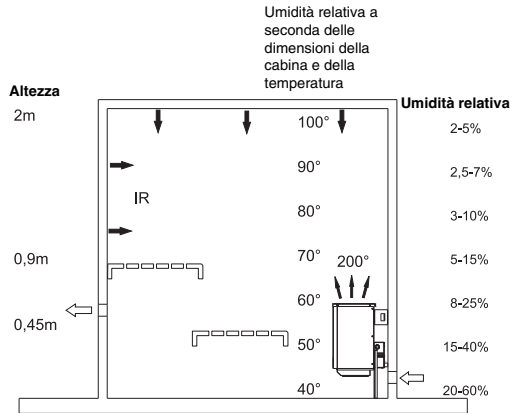 Umidità relativa a
seconda delle
dimensioni della
cabina e della
temperatura
Altezza
Umidità relativa
2m
100°
2-5%
90°
2,5-7%
IR
80°
3-10%
0,9m
70°
200°
5-15%
60°
8-25%
0,45m
50°
15-40%
40°
20-60%